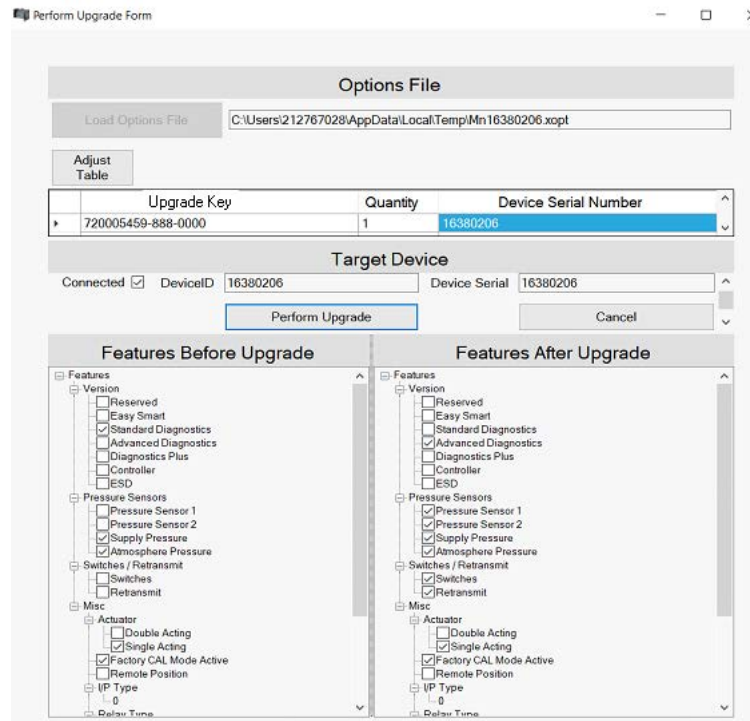 Perform Upgrade Form
Options File
Load Options File
C:\Users\212767028\AppData\Local\Temp\Mn16380206.xopt
Adjust
Table
Upgrade Key Quantity Device Serial Number
720005459-888-0000 1 16380206
Target Device
Connected DeviceID 16380206 Device Serial 16380206
Perform Upgrade Cancel
Features Before Upgrade
Features
Version
Reserved
Easy Smart
Standard Diagnostics
Advanced Diagnostics
Diagnostics Plus
Controller
ESD
Pressure Sensors
Pressure Sensor 1
Pressure Sensor 2
Supply Pressure
Atmosphere Pressure
Switches / Retransmit
Switches
Retransmit
Misc
Actuator
Double Acting
Single Acting
Factory CAL Mode Active
Remote Position
I/P Type
0
Relay Type
Features After Upgrade
Features
Version
Reserved
Easy Smart
Standard Diagnostics
Advanced Diagnostics
Diagnostics Plus
Controller
ESD
Pressure Sensors
Pressure Sensor 1
Pressure Sensor 2
Supply Pressure
Atmosphere Pressure
Switches / Retransmit
Switches
Retransmit
Misc
Actuator
Double Acting
Single Acting
Factory CAL Mode Active
Remote Position
I/P Type
0
Relay Type